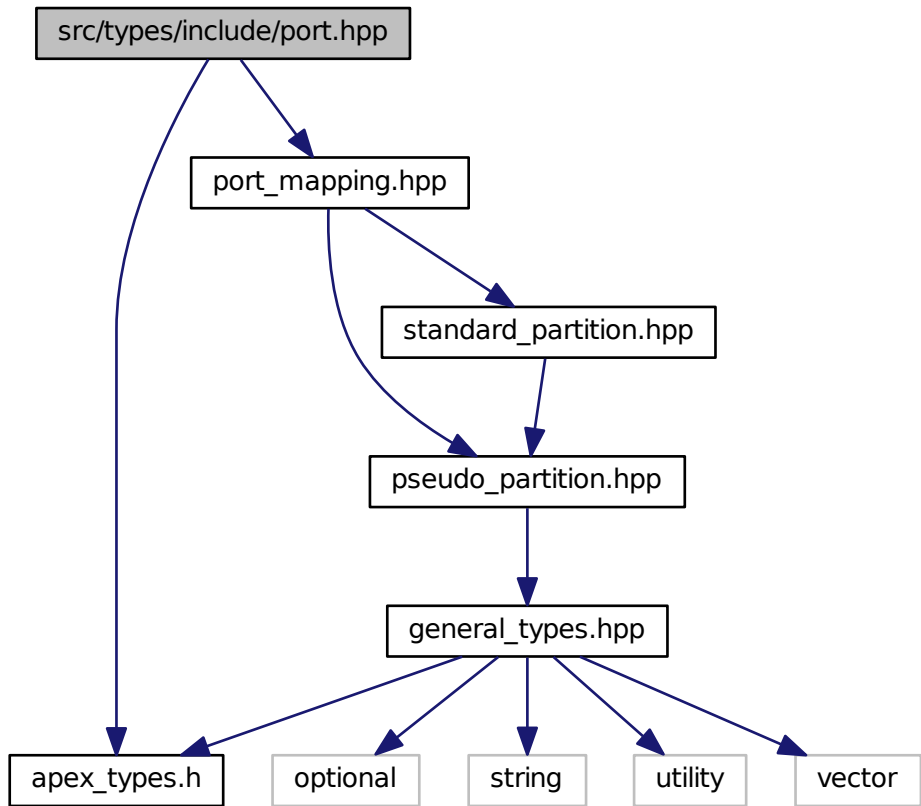 src/types/include/port.hpp
port_mapping.hpp
standard_partition.hpp
pseudo_partition.hpp
general_types.hpp
apex_types.h
optional
string
utility
vector